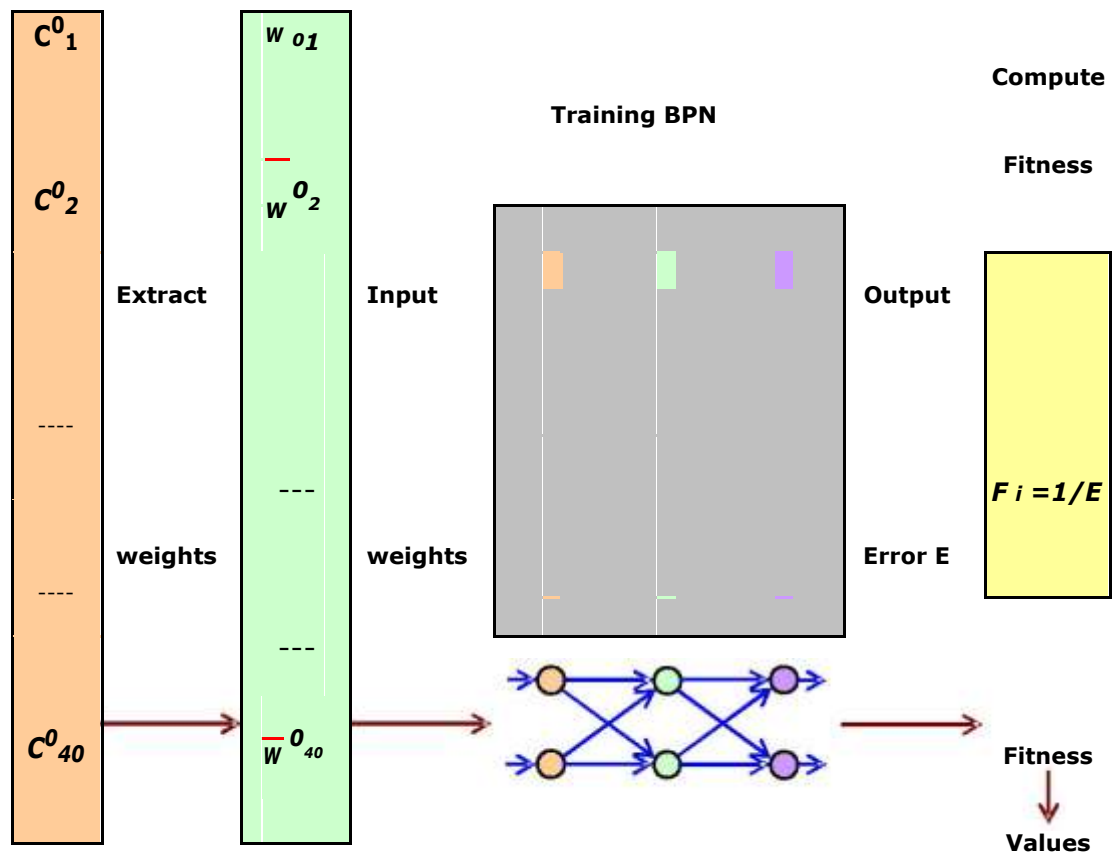 C⁰₁
C⁰₂
----
----
C⁰₄₀
Extract
weights
W 01
W ⁰₂
---
---
W ⁰₄₀
Input
weights
Training BPN
Output
Error E
Compute
Fitness
F i =1/E
Fitness
Values